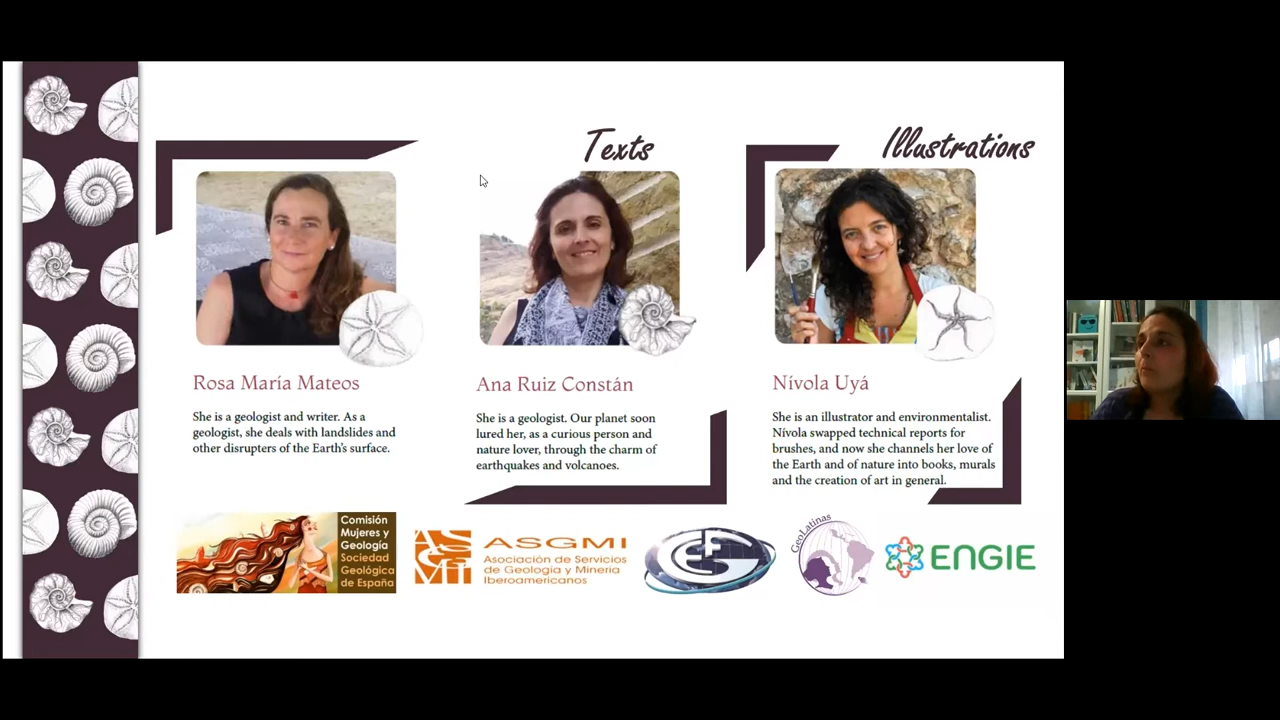 Texts
Illustrations
Rosa María Mateos
She is a geologist and writer. As a
geologist, she deals with landslides and
other disrupters of the Earth's surface.
Ana Ruiz Constán
She is a geologist. Our planet soon
lured her, as a curious person and
nature lover, through the charm of
earthquakes and volcanoes.
Nívola Uyá
She is an illustrator and environmentalist.
Nívola swapped technical reports for
brushes, and now she channels her love of
the Earth and of nature into books, murals
and the creation of art in general.
Comisión
Mujeres y
Geología
Sociedad
Geológica
de España
ASGMI
ASGMI
Asociación de Servicios
de Geología y Minería
Iberoamericanos
GeoLatinas
ENGIE